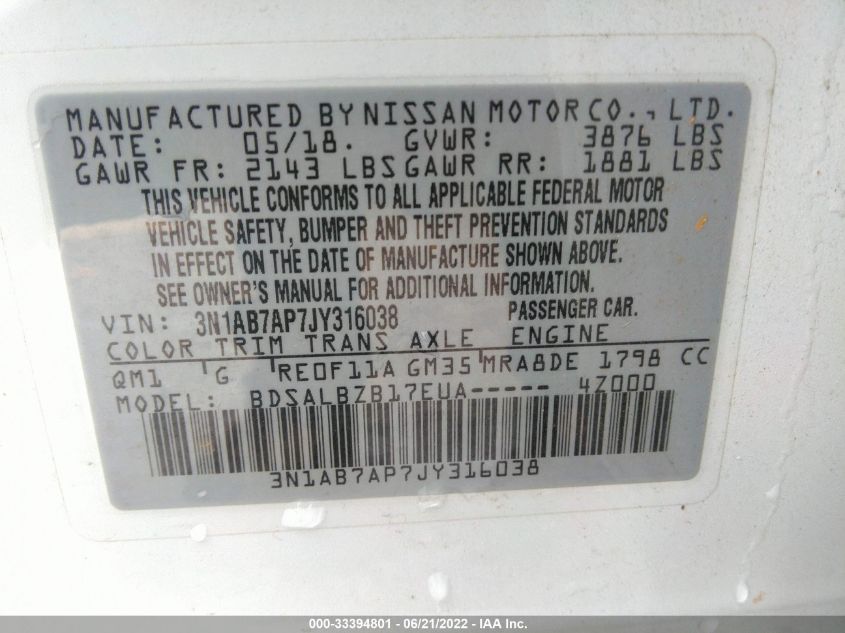 MANUFACTURED BY NISSAN MOTOR CO., LTD.
DATE: 05/18. GVWR: 3876 LBS
GAWR FR: 2143 LBS GAWR RR: 1881 LBS
THIS VEHICLE CONFORMS TO ALL APPLICABLE FEDERAL MOTOR
VEHICLE SAFETY, BUMPER AND THEFT PREVENTION STANDARDS
IN EFFECT ON THE DATE OF MANUFACTURE SHOWN ABOVE.
SEE OWNER'S MANUAL FOR ADDITIONAL INFORMATION.
VIN: 3N1AB7AP7JY316038 PASSENGER CAR.
COLOR TRIM TRANS AXLE ENGINE
QM1 G RE0F11A GM35 MRA8DE 1798 CC
MODEL: BDSALBZB17EUA----- 4Z000
3N1AB7AP7JY316038
000-33394801 - 06/21/2022 - IAA Inc.